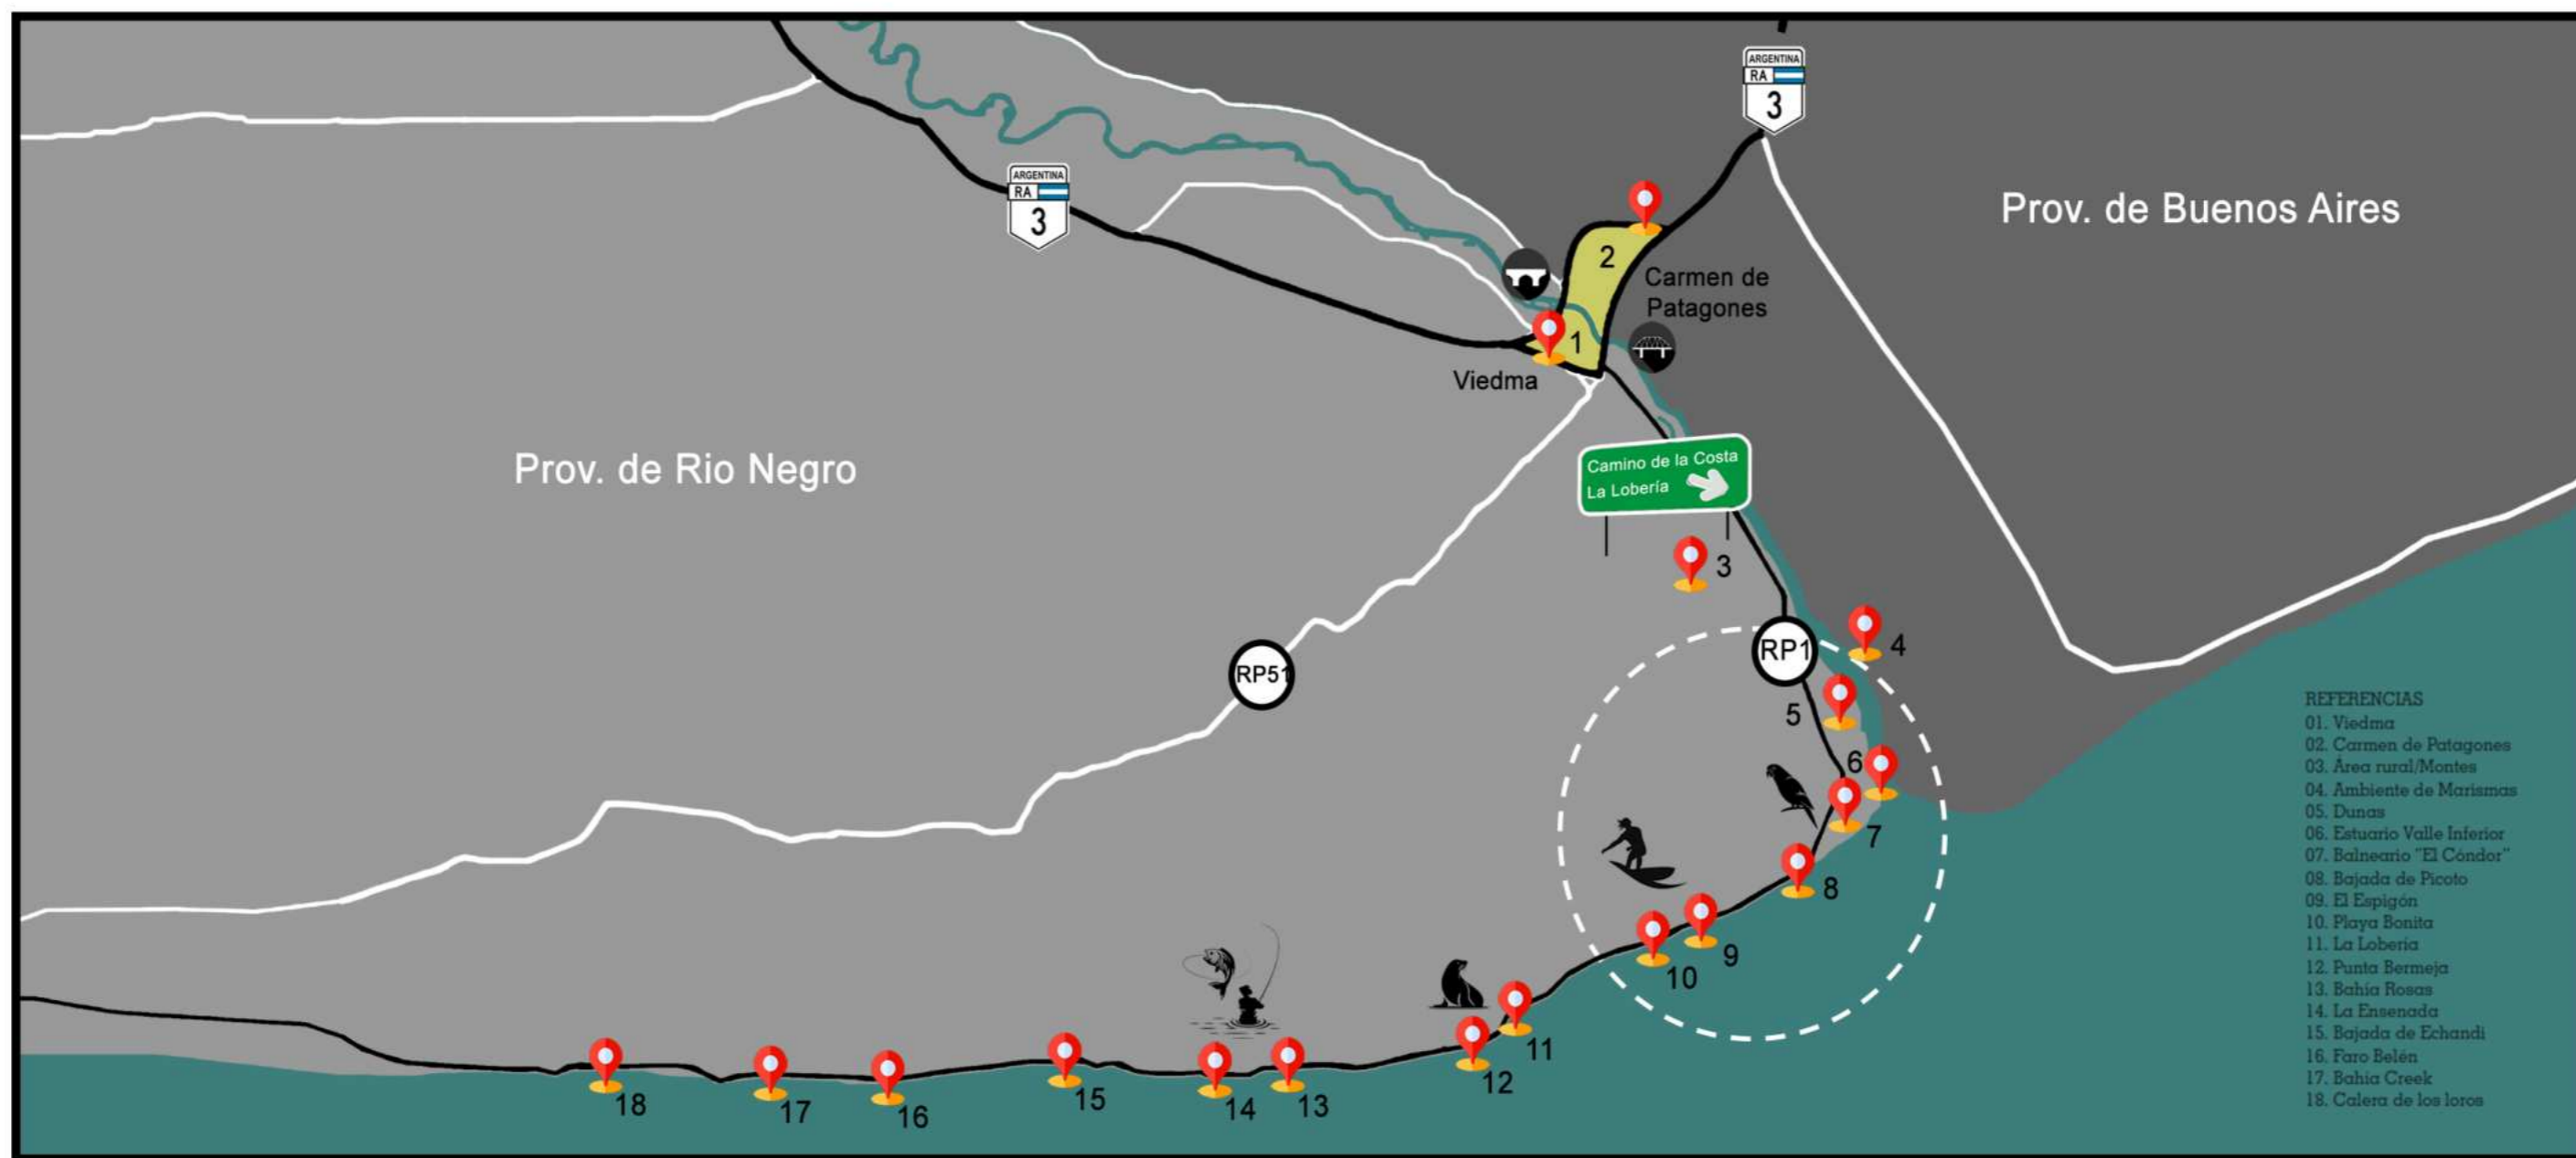 ARGENTINA
RA
3
ARGENTINA
RA
3
Prov. de Buenos Aires
2
Carmen de
Patagones
1
Viedma
Prov. de Rio Negro
Camino de la Costa
La Lobería
3
4
RP1
RP51
5
6
7
8
9
10
11
12
13
14
15
16
17
18
REFERENCIAS
01. Viedma
02. Carmen de Patagones
03. Área rural/Montes
04. Ambiente de Marismas
05. Dunas
06. Estuario Valle Inferior
07. Balneario "El Cóndor"
08. Bajada de Picoto
09. El Espigón
10. Playa Bonita
11. La Lobería
12. Punta Bermeja
13. Bahía Rosas
14. La Ensenada
15. Bajada de Echandi
16. Faro Belén
17. Bahía Creek
18. Calera de los loros